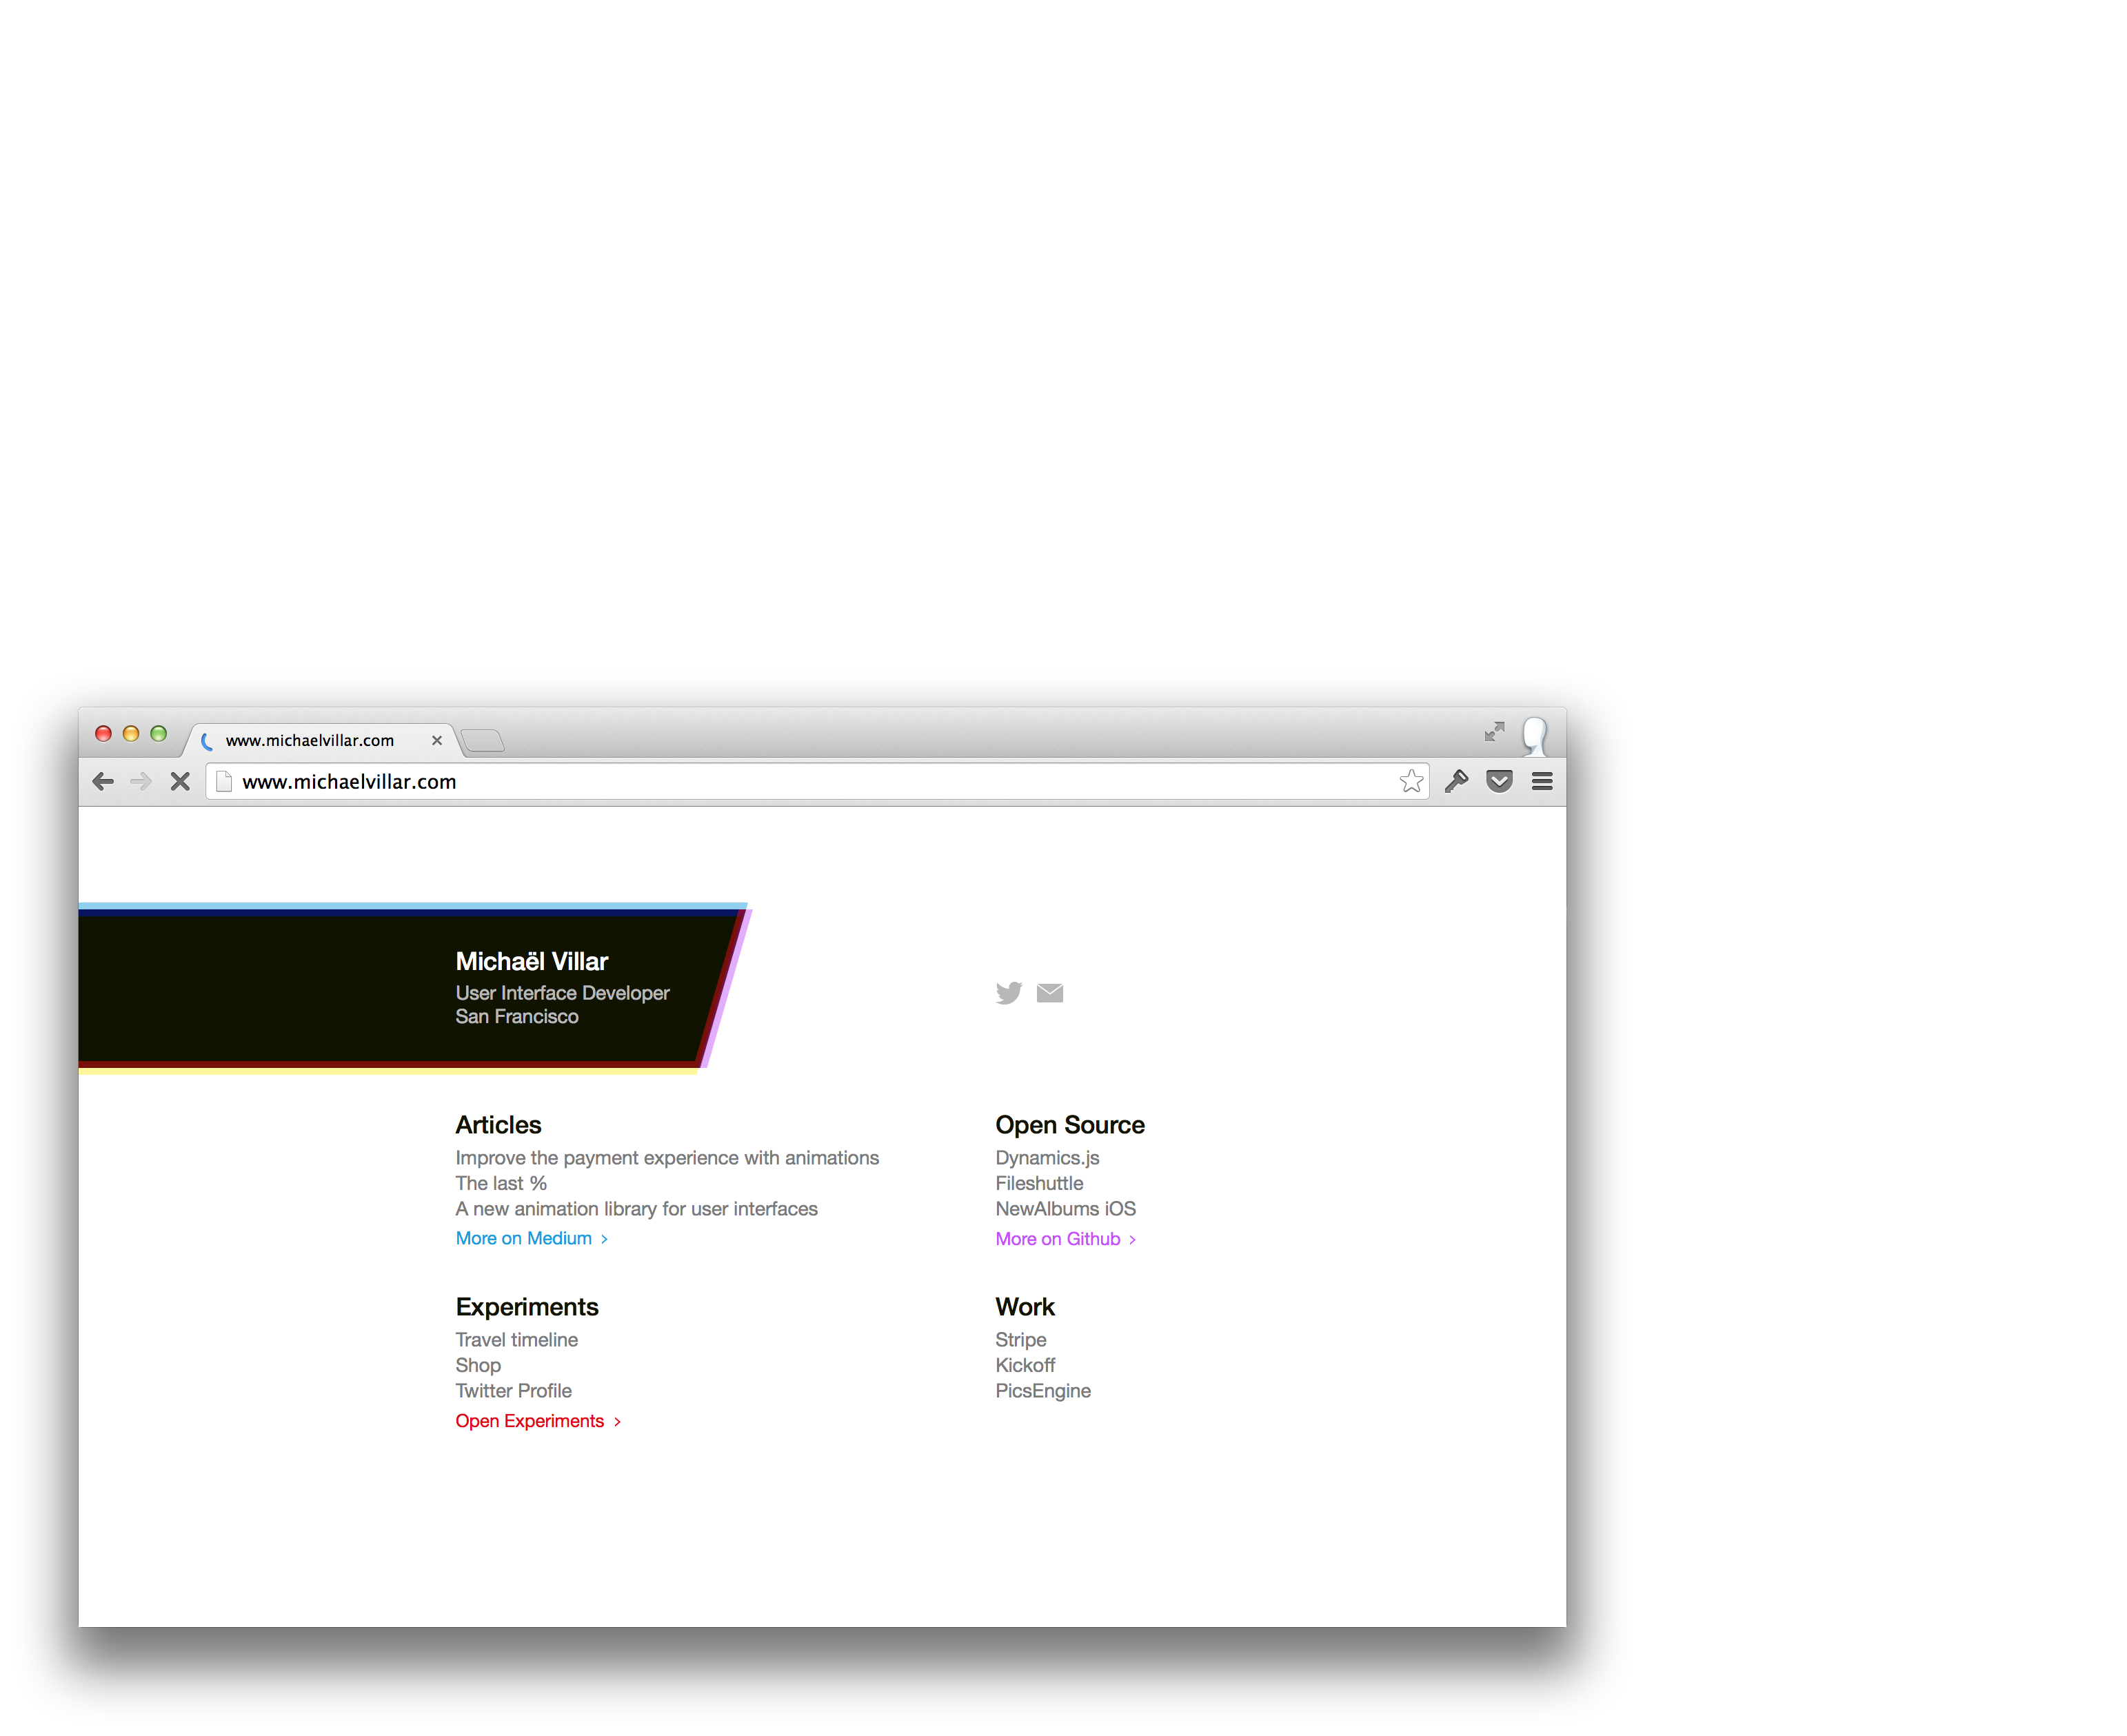 www.michaelvillar.com
www.michaelvillar.com
Michaël Villar
User Interface Developer
San Francisco
Articles
Improve the payment experience with animations
The last %
A new animation library for user interfaces
More on Medium >
Open Source
Dynamics.js
Fileshuttle
NewAlbums iOS
More on Github >
Experiments
Travel timeline
Shop
Twitter Profile
Open Experiments >
Work
Stripe
Kickoff
PicsEngine